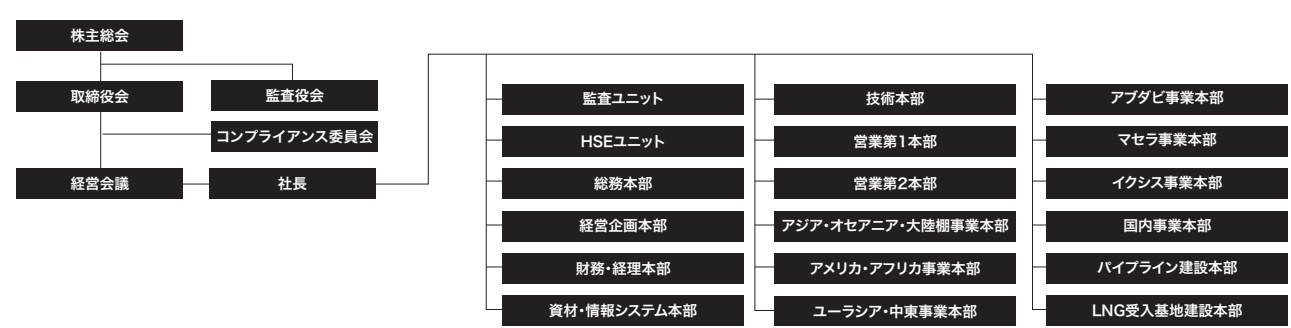 株主総会
取締役会
監査役会
コンプライアンス委員会
経営会議
社長
監査ユニット
HSEユニット
総務本部
経営企画本部
財務・経理本部
資材・情報システム本部
技術本部
営業第1本部
営業第2本部
アジア・オセアニア・大陸棚事業本部
アメリカ・アフリカ事業本部
ユーラシア・中東事業本部
アブダビ事業本部
マセラ事業本部
イクシス事業本部
国内事業本部
パイプライン建設本部
LNG受入基地建設本部